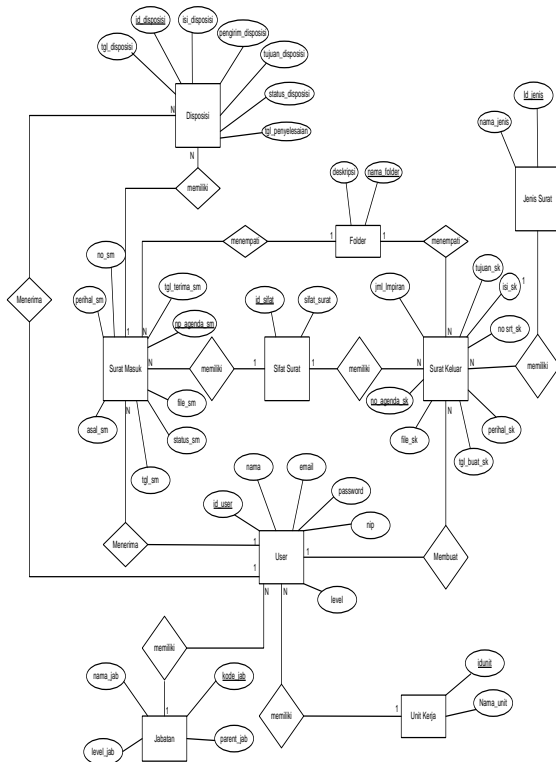 id_disposisi
isi_disposisi
pengirim_disposisi
tgl_disposisi
tujuan_disposisi
status_disposisi
tgl_penyelesaian
N
Disposisi
N
memiliki
Id_jenis
nama_jenis
Jenis Surat
1
deskripsi
nama_folder
1
Folder
1
menempati
menempati
Menerima
no_sm
tgl_terima_sm
perihal_sm
no_agenda_sm
1
N
Surat Masuk
N
memiliki
1
id_sifat
sifat_surat
Sifat Surat
1
memiliki
N
jml_lmpiran
tujuan_sk
isi_sk
no srt_sk
N
Surat Keluar
N
memiliki
no_agenda_sk
perihal_sk
file_sk
tgl_buat_sk
N
file_sm
asal_sm
status_sm
N
tgl_sm
nama
email
password
id_user
nip
Menerima
1
User
1
1
Membuat
level
N
N
memiliki
nama_jab
kode_jab
1
Jabatan
level_jab
parent_jab
memiliki
1
Unit Kerja
idunit
Nama_unit